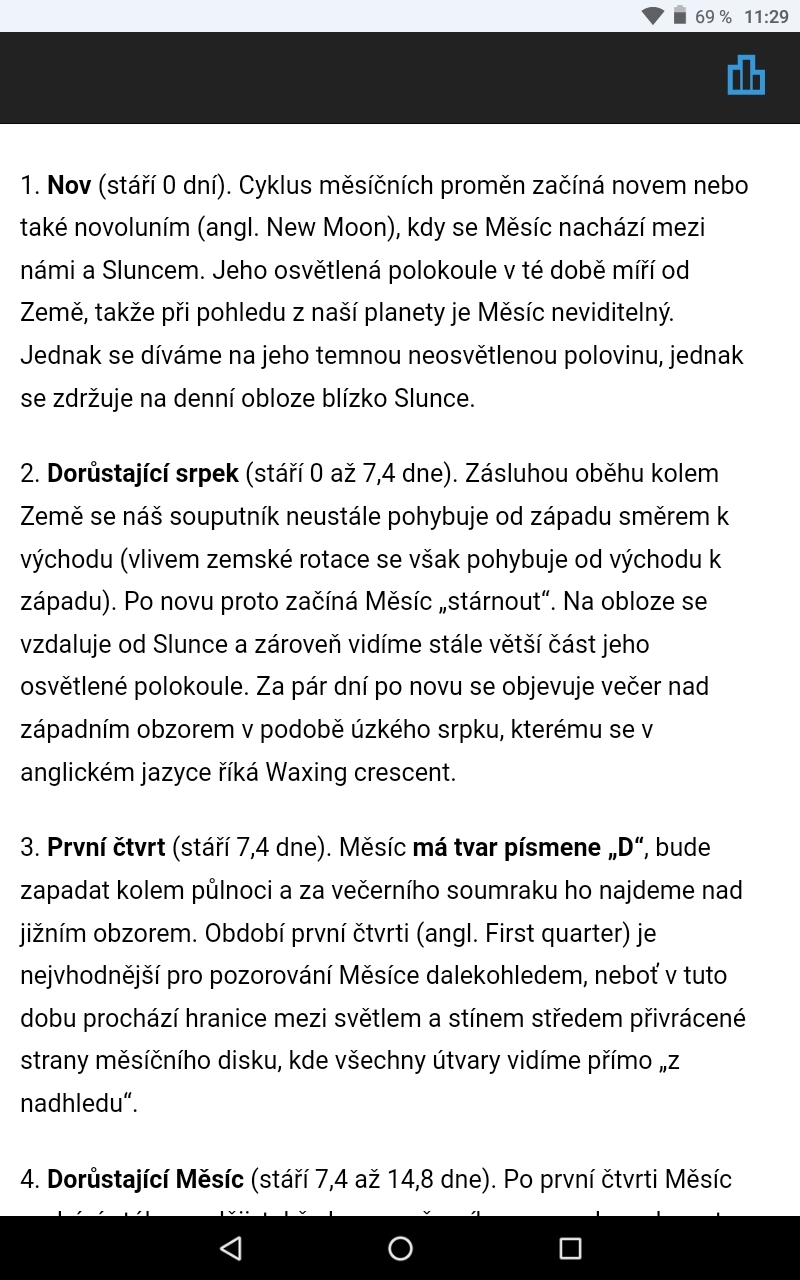 69 % 11:29
1. Nov (stáří 0 dní). Cyklus měsíčních proměn začíná novem nebo
také novoluním (angl. New Moon), kdy se Měsíc nachází mezi
námi a Sluncem. Jeho osvětlená polokoule v té době míří od
Země, takže při pohledu z naší planety je Měsíc neviditelný.
Jednak se díváme na jeho temnou neosvětlenou polovinu, jednak
se zdržuje na denní obloze blízko Slunce.
2. Dorůstající srpek (stáří 0 až 7,4 dne). Zásluhou oběhu kolem
Země se náš souputník neustále pohybuje od západu směrem k
východu (vlivem zemské rotace se však pohybuje od východu k
západu). Po novu proto začíná Měsíc „stárnout“. Na obloze se
vzdaluje od Slunce a zároveň vidíme stále větší část jeho
osvětlené polokoule. Za pár dní po novu se objevuje večer nad
západním obzorem v podobě úzkého srpku, kterému se v
anglickém jazyce říká Waxing crescent.
3. První čtvrt (stáří 7,4 dne). Měsíc má tvar písmene „D“, bude
zapadat kolem půlnoci a za večerního soumraku ho najdeme nad
jižním obzorem. Období první čtvrti (angl. First quarter) je
nejvhodnější pro pozorování Měsíce dalekohledem, neboť v tuto
dobu prochází hranice mezi světlem a stínem středem přivrácené
strany měsíčního disku, kde všechny útvary vidíme přímo „z
nadhledu“.
4. Dorůstající Měsíc (stáří 7,4 až 14,8 dne). Po první čtvrti Měsíc